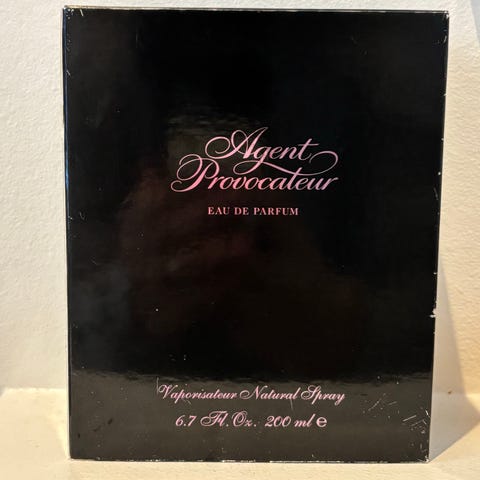 Agent
Provocateur
EAU DE PARFUM
Vaporisateur Natural Spray
6.7 Fl. Oz. 200 ml e